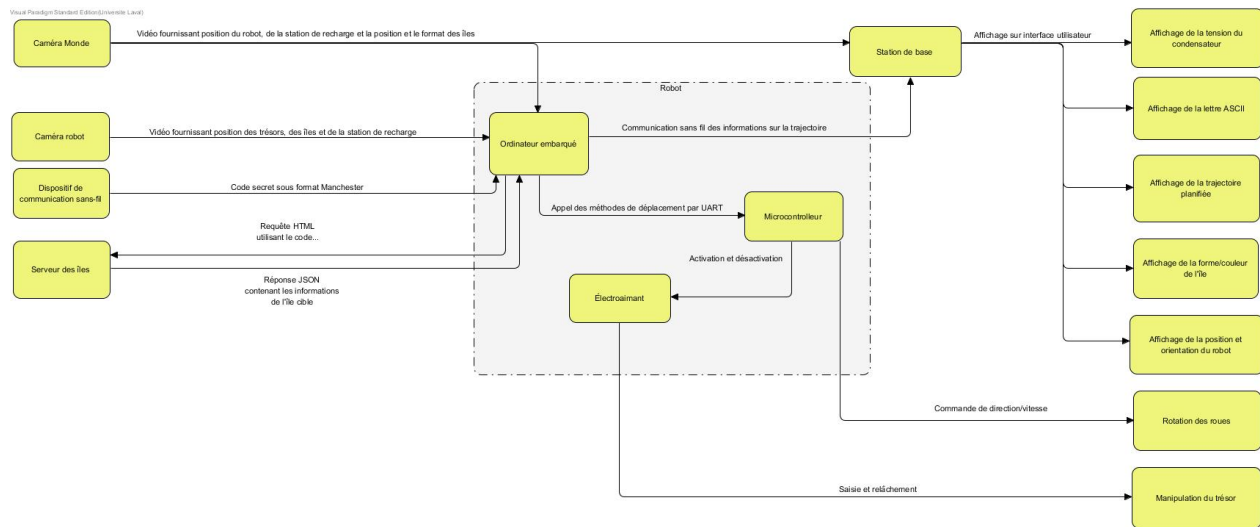 Visual Paradigm Standard Edition(Universite Laval)
Caméra Monde
Vidéo fournissant position du robot, de la station de recharge et la position et le format des îles
Station de base
Affichage sur interface utilisateur
Affichage de la tension du
condensateur
Robot
Affichage de la lettre ASCII
Caméra robot
Vidéo fournissant position des trésors, des îles et de la station de recharge
Ordinateur embarqué
Communication sans fil des informations sur la trajectoire
Dispositif de
communication sans-fil
Code secret sous format Manchester
Affichage de la trajectoire
planifiée
Appel des méthodes de déplacement par UART
Microcontrolleur
Requête HTML
utilisant le code...
Serveur des îles
Réponse JSON
contenant les informations
de l'île cible
Activation et désactivation
Affichage de la forme/couleur
de l'île
Électroaimant
Affichage de la position et
orientation du robot
Commande de direction/vitesse
Rotation des roues
Saisie et relâchement
Manipulation du trésor